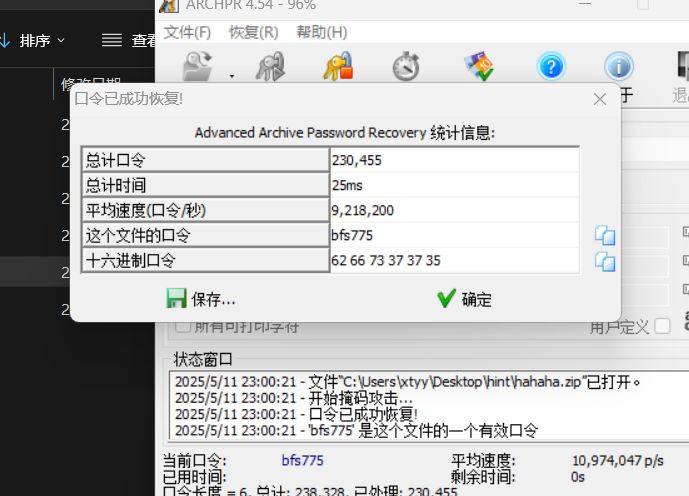 ARCHPR 4.54 - 96%
排序
查看
文件(F) 恢复(R) 帮助(H)
修改日期
口令已成功恢复!
Advanced Archive Password Recovery 统计信息:
总计口令 230,455
总计时间 25ms
平均速度(口令/秒) 9,218,200
这个文件的口令 bfs775
十六进制口令 62 66 73 37 37 35
保存... 确定
所有可打印字符 用户定义
状态窗口
2025/5/11 23:00:21 - 文件“C:\Users\xtyy\Desktop\hint\hahaha.zip”已打开。
2025/5/11 23:00:21 - 开始掩码攻击...
2025/5/11 23:00:21 - 口令已成功恢复!
2025/5/11 23:00:21 - 'bfs775' 是这个文件的一个有效口令
当前口令: bfs775 平均速度: 10,974,047 p/s
已用时间: 剩余时间: 0s
口令长度 = 6, 总计: 238,328, 已处理: 230,455